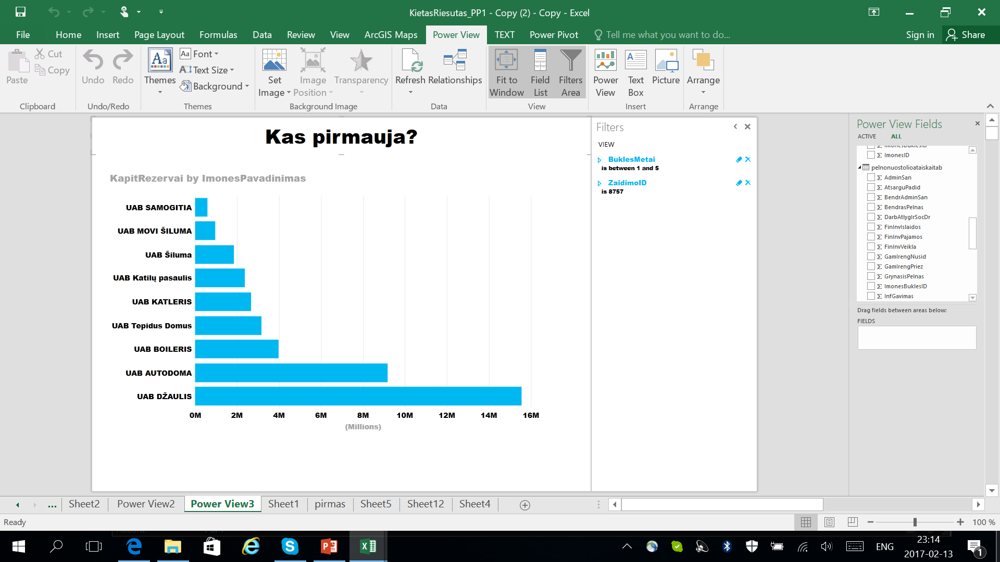 KietasRiesutas_PP1 - Copy (2) - Copy - Excel
File Home Insert Page Layout Formulas Data Review View ArcGIS Maps Power View TEXT Power Pivot Tell me what you want to do... Sign in Share
Paste
Cut
Copy
Clipboard
Undo Redo
Undo/Redo
Themes
Font
Text Size
Background
Themes
Set Image
Image Position
Transparency
Background Image
Refresh Relationships
Data
Fit to Window
Field List
Filters Area
View
Power View
Text Box
Picture
Insert
Arrange
Arrange
Kas pirmauja?
KapitRezervai by ImonesPavadinimas
UAB SAMOGITIA
UAB MOVI ŠILUMA
UAB Šiluma
UAB Katilų pasaulis
UAB KATLERIS
UAB Tepidus Domus
UAB BOILERIS
UAB AUTODOMA
UAB DŽAULIS
0M 2M 4M 6M 8M 10M 12M 14M 16M
(Millions)
Filters
VIEW
BuklesMetai
is between 1 and 5
ZaidimoID
is 8757
Power View Fields
ACTIVE ALL
ImonesBuklesID
ImonesID
pelnonuostolioataiskaitab
AdminSan
AtsarguPadid
BendrAdminSan
BendrasPelnas
DarbAtlygIrSocDr
FinInvIslaidos
FinInvPajamos
FinInvVeikla
GamIrengNusid
GamIrengPriez
GrynasisPelnas
ImonesBuklesID
InfGavimas
Drag fields between areas below:
FIELDS
... Sheet2 Power View2 Power View3 Sheet1 pirmas Sheet5 Sheet12 Sheet4
Ready
100 %
ENG
23:14
2017-02-13
1